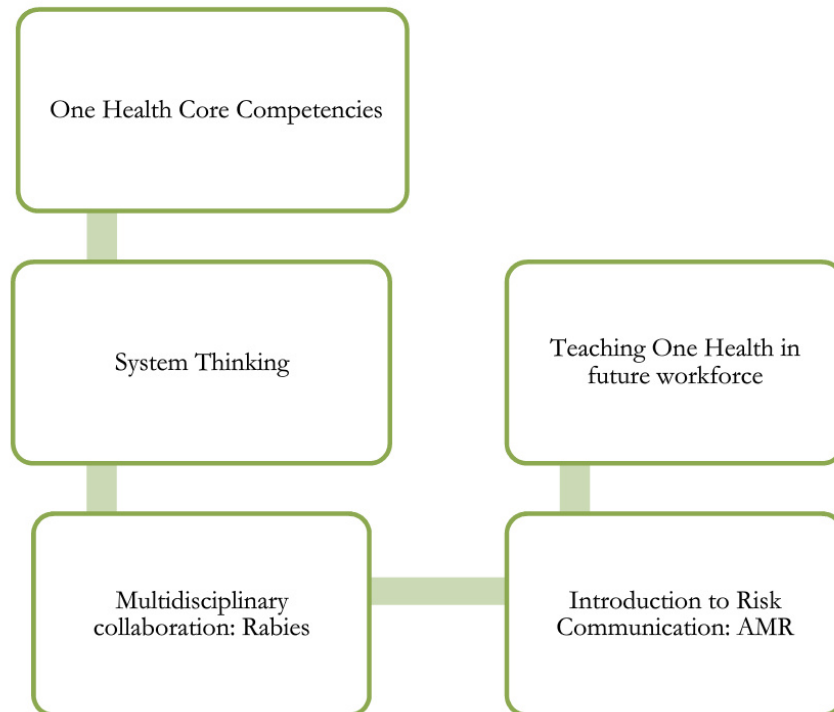 One Health Core Competencies
System Thinking
Multidisciplinary
collaboration: Rabies
Introduction to Risk
Communication: AMR
Teaching One Health in
future workforce